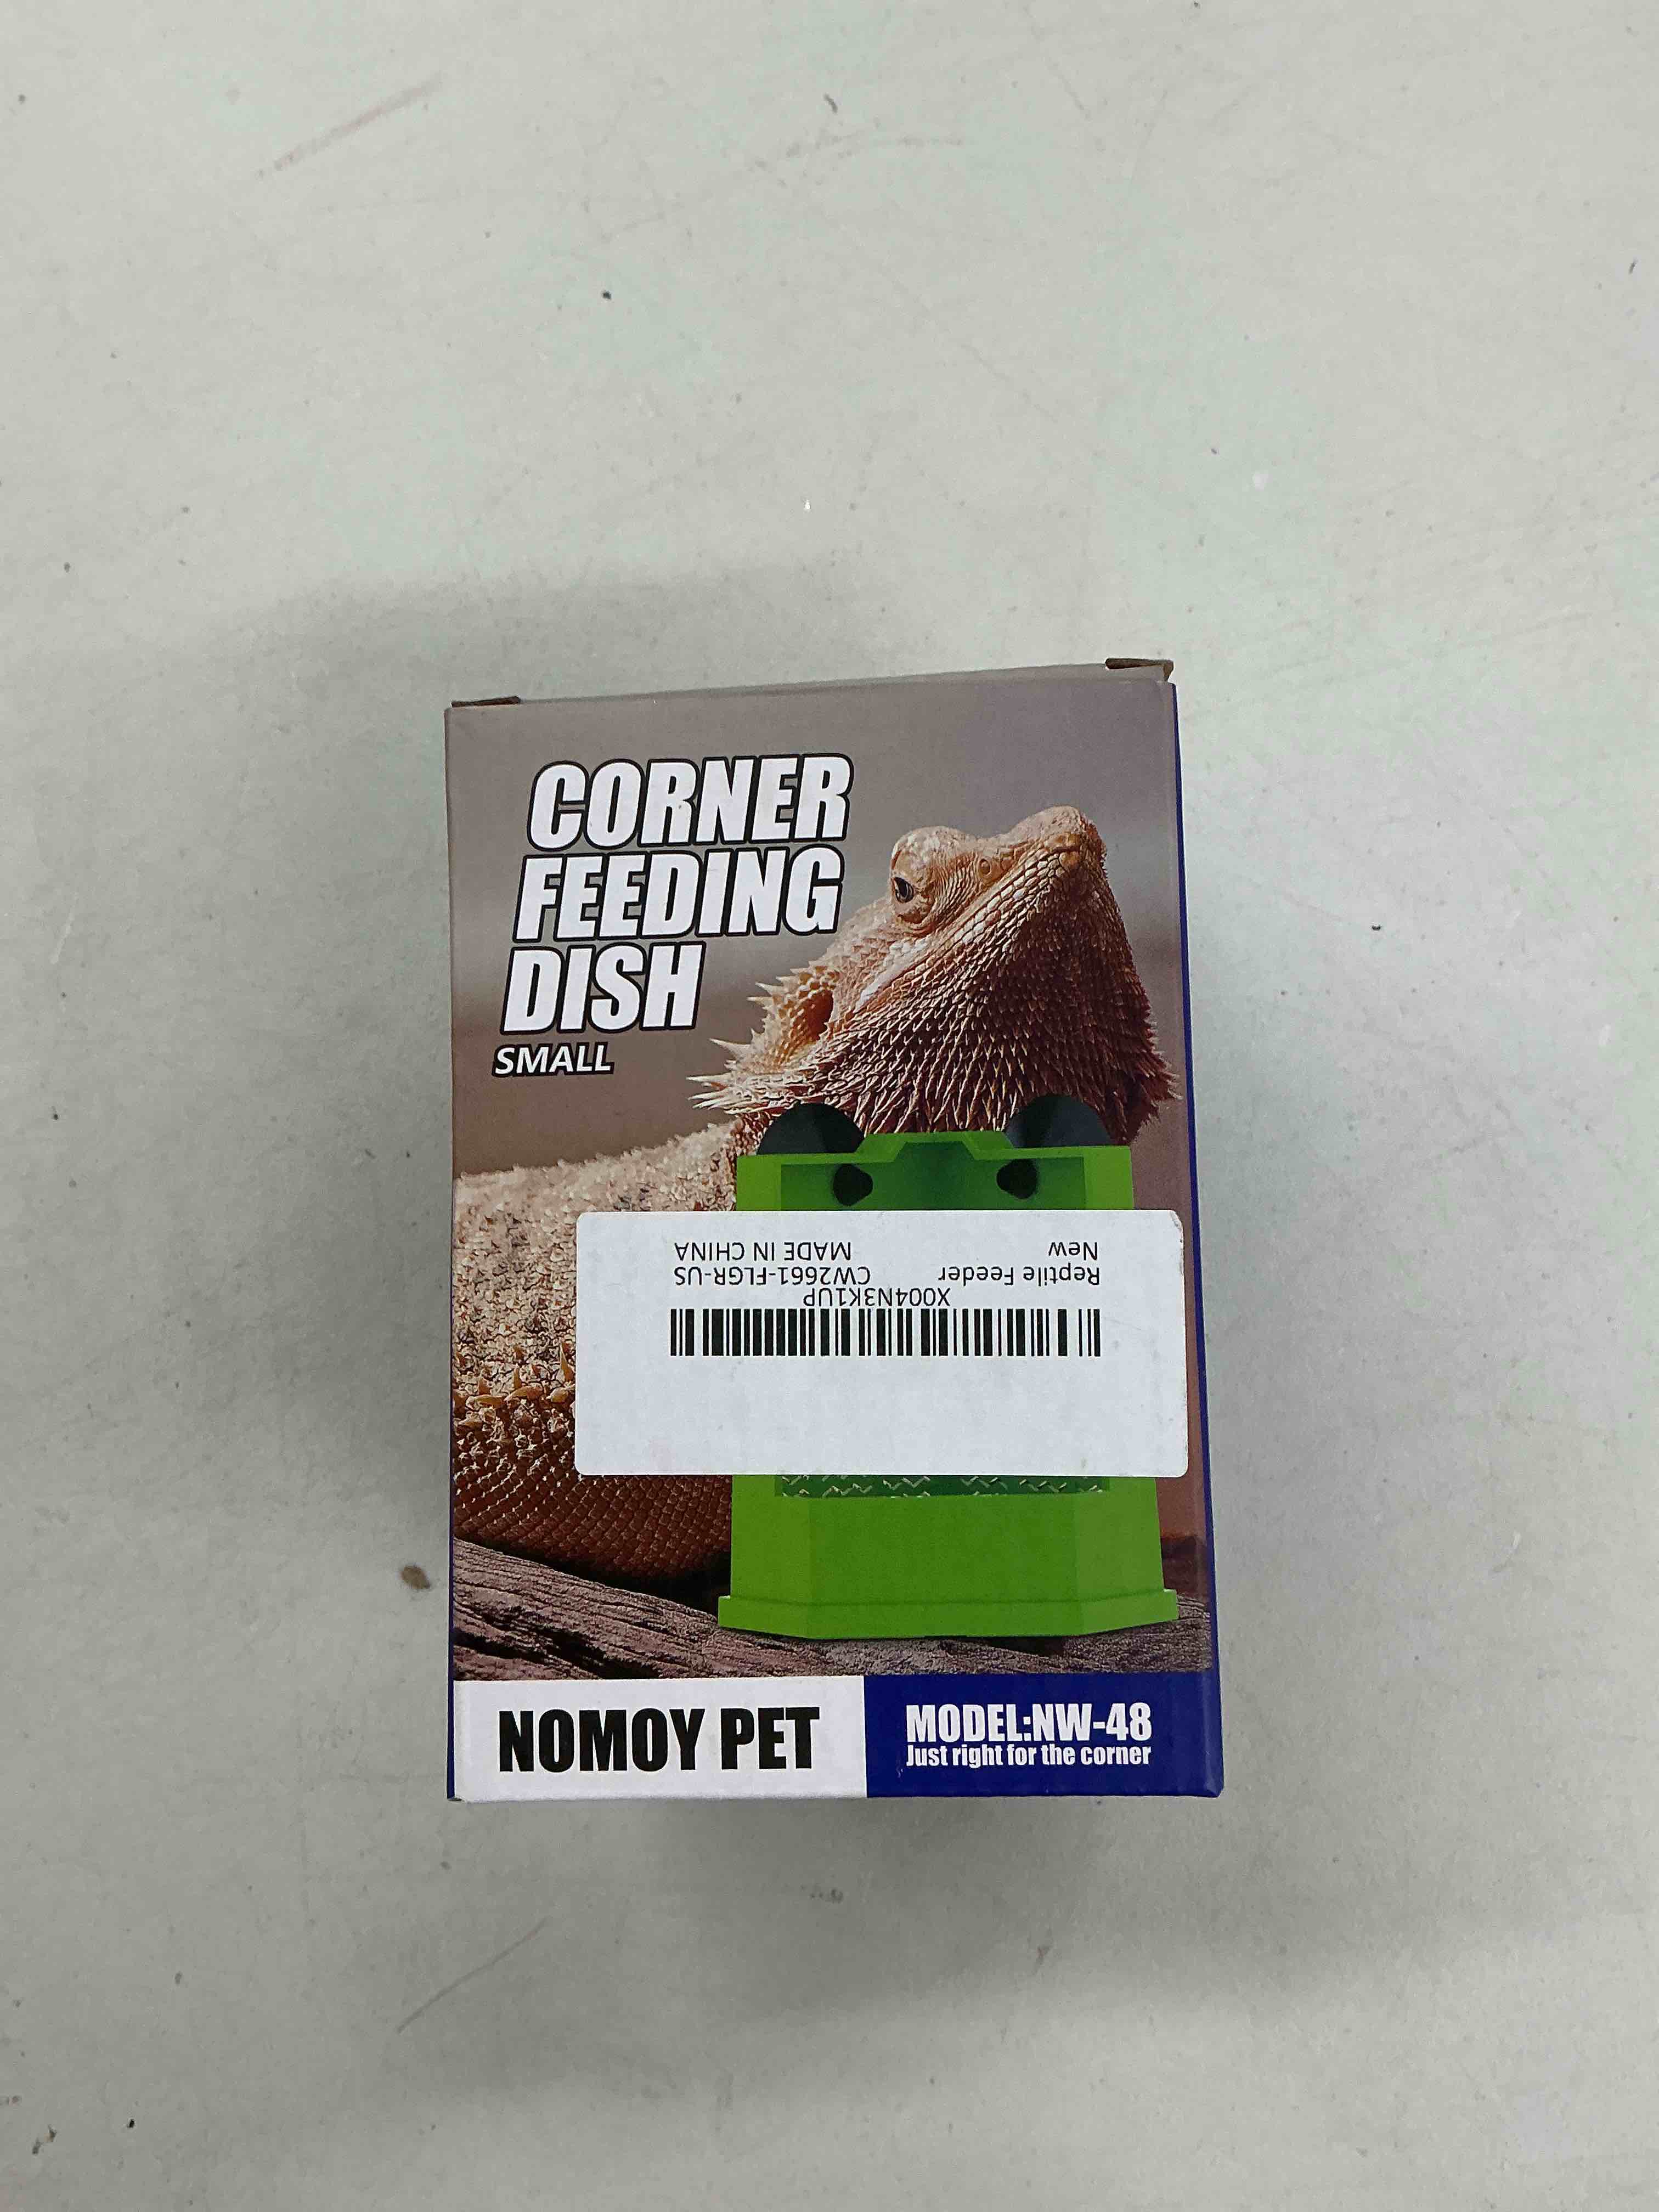 CORNER
FEEDING
DISH
SMALL
X004N3K1UP
Reptile Feeder CW2661-FLGR-US
New MADE IN CHINA
NOMOY PET
MODEL:NW-48
Just right for the corner